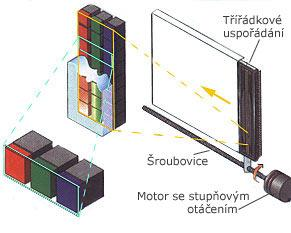 Třířádkové
uspořádání
Šroubovice
Motor se stupňovým
otáčením